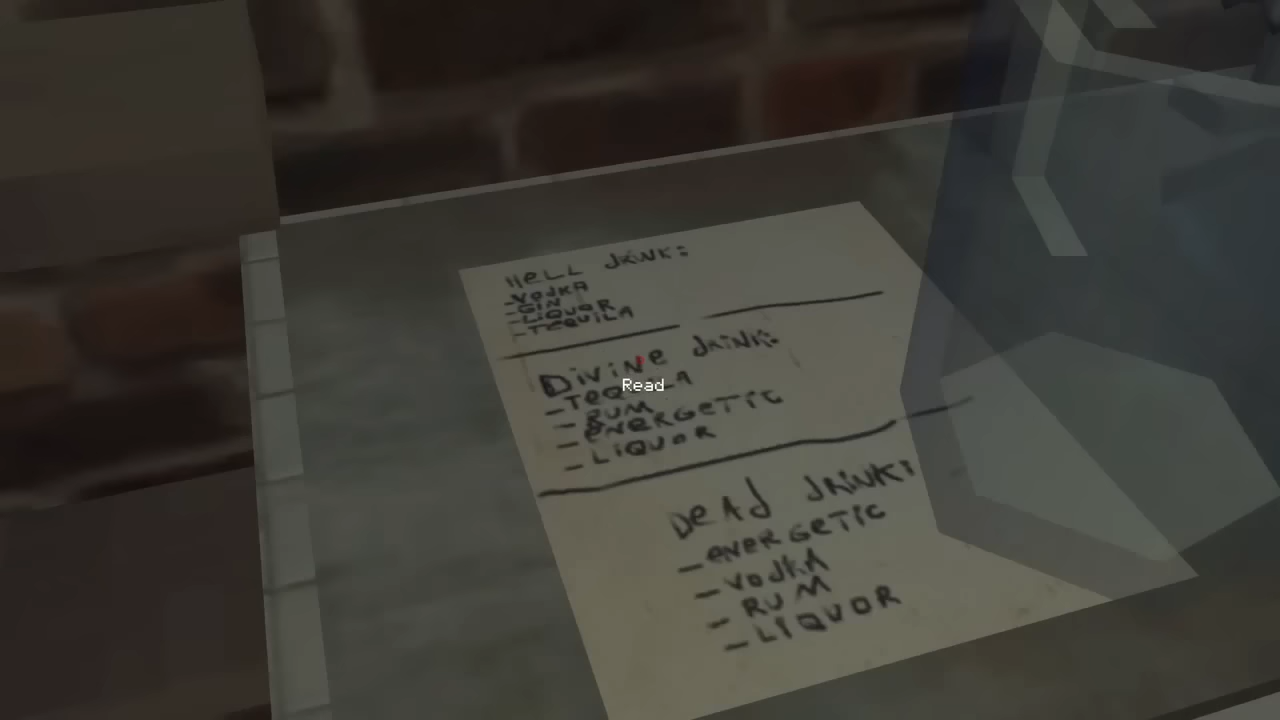 HeLL dRiNK:
-VodKA
-GIN
-LIQUOR
-TEQUILA
DiViNe dRiNK:
-TEQUILA
-RUM
-eNeRGeTIC
-LiQUoR
DeAd dRiNK:
-eNeRGeTIC
-VodKA
-RUM
-LIQUOR
Read